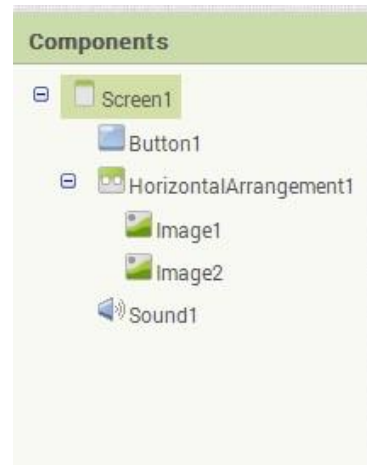 Components
Screen1
Button1
HorizontalArrangement1
Image1
Image2
Sound1